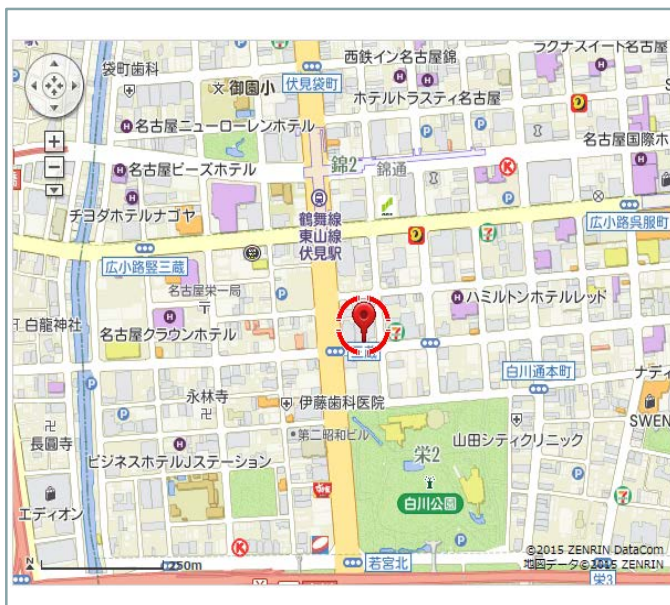 ラグナスイート名古屋
西鉄イン名古屋錦
袋町歯科
伏見袋町
御園小
ホテルトラスティ名古屋
名古屋ニューローレンホテル
名古屋国際ホ
錦2
錦通
名古屋ビーズホテル
チヨダホテルナゴヤ
鶴舞線
東山線
伏見駅
広小路呉服町
広小路竪三蔵
名古屋栄一局
ハミルトンホテルレッド
白龍神社
名古屋クラウンホテル
三蔵
白川通本町
永林寺
ナディ
伊藤歯科医院
SWEN
長圓寺
第二昭和ビル
山田シティクリニック
栄2
ビジネスホテルJステーション
白川公園
エディオン
©2015 ZENRIN DataCom
地図データ©2015 ZENRIN
250m
若宮北
栄3